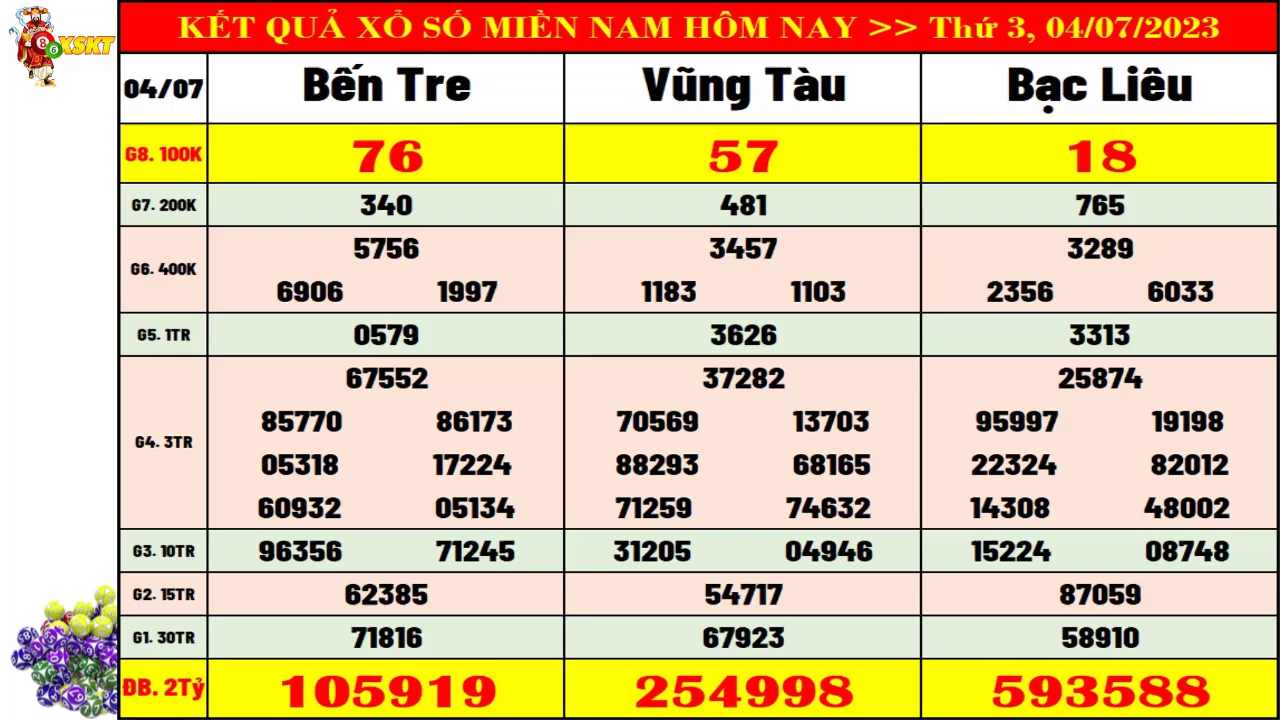 XSKT
86
KẾT QUẢ XỔ SỐ MIỀN NAM HÔM NAY >> Thứ 3, 04/07/2023
04/07 Bến Tre Vũng Tàu Bạc Liêu
G8. 100K 76 57 18
G7. 200K 340 481 765
5756 3457 3289
G6. 400K
6906 1997 1183 1103 2356 6033
G5. 1TR 0579 3626 3313
67552 37282 25874
85770 86173 70569 13703 95997 19198
G4. 3TR
05318 17224 88293 68165 22324 82012
60932 05134 71259 74632 14308 48002
G3. 10TR 96356 71245 31205 04946 15224 08748
G2. 15TR 62385 54717 87059
G1. 30TR 71816 67923 58910
ĐB. 2Tỷ 105919 254998 593588